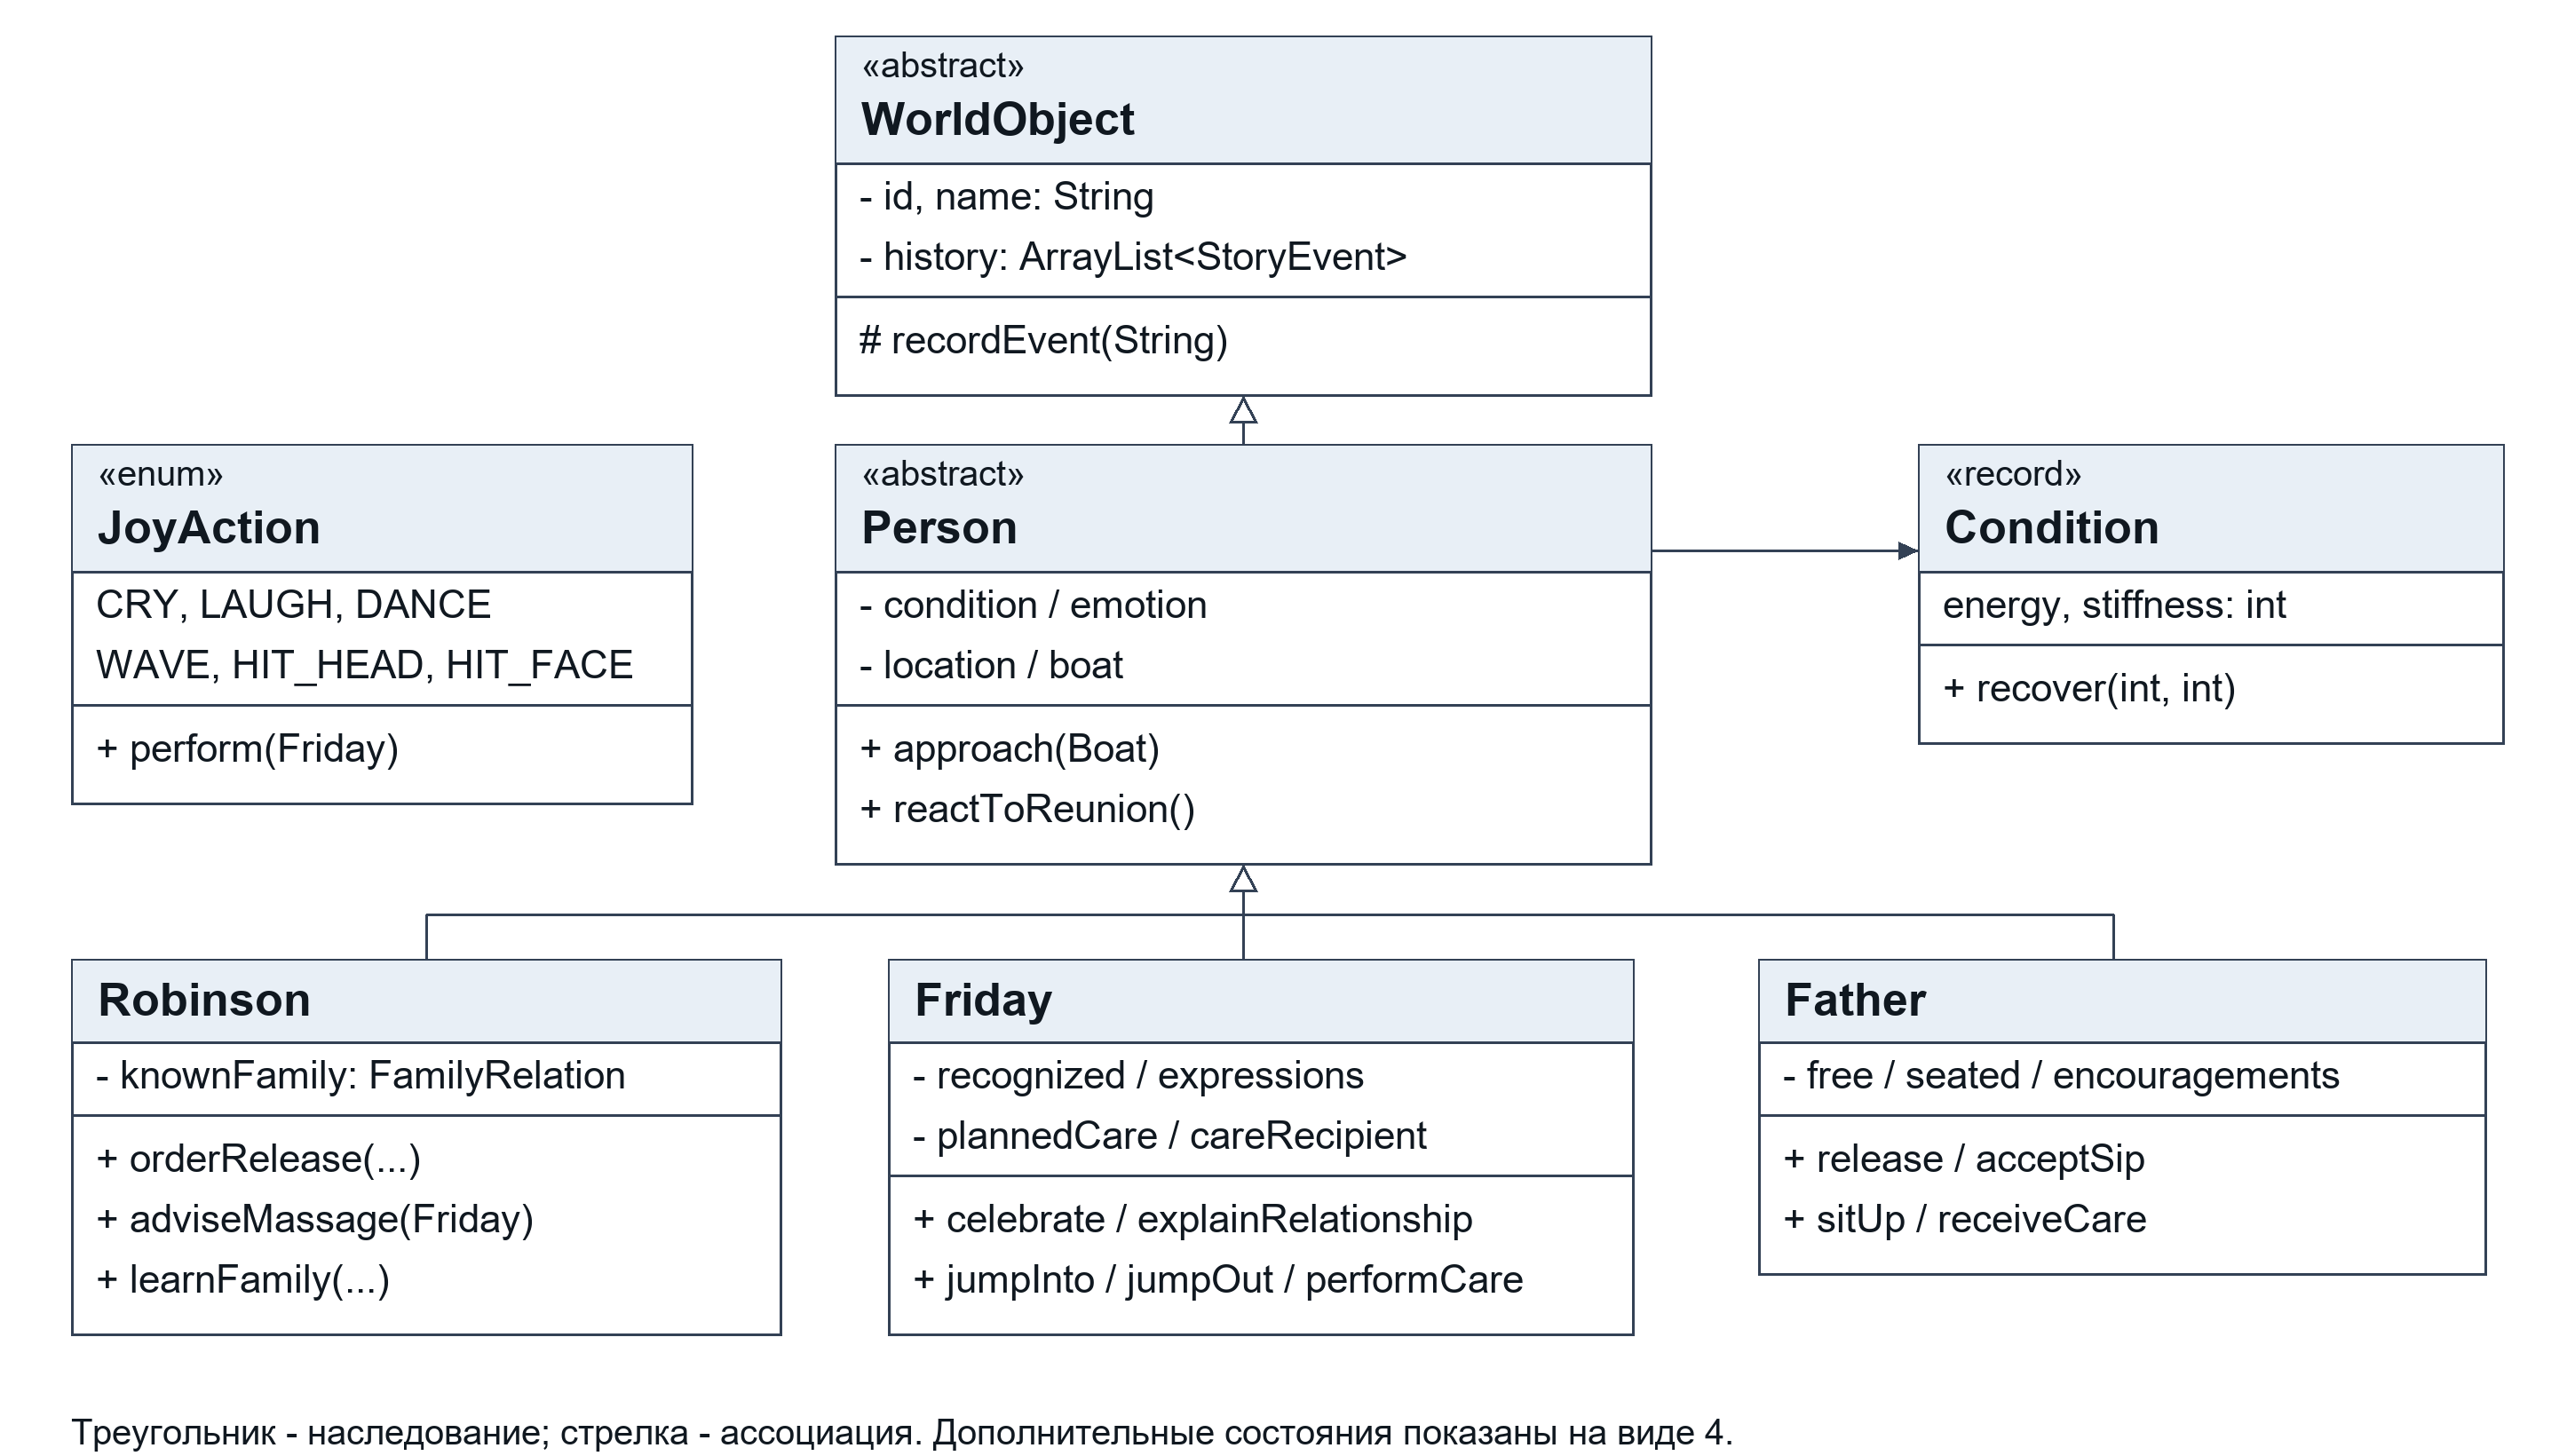 «abstract»
WorldObject
- id, name: String
- history: ArrayList<StoryEvent>
# recordEvent(String)
«enum»
JoyAction
CRY, LAUGH, DANCE
WAVE, HIT_HEAD, HIT_FACE
+ perform(Friday)
«abstract»
Person
- condition / emotion
- location / boat
+ approach(Boat)
+ reactToReunion()
«record»
Condition
energy, stiffness: int
+ recover(int, int)
Robinson
- knownFamily: FamilyRelation
+ orderRelease(...)
+ adviseMassage(Friday)
+ learnFamily(...)
Friday
- recognized / expressions
- plannedCare / careRecipient
+ celebrate / explainRelationship
+ jumpInto / jumpOut / performCare
Father
- free / seated / encouragements
+ release / acceptSip
+ sitUp / receiveCare
Треугольник - наследование; стрелка - ассоциация. Дополнительные состояния показаны на виде 4.